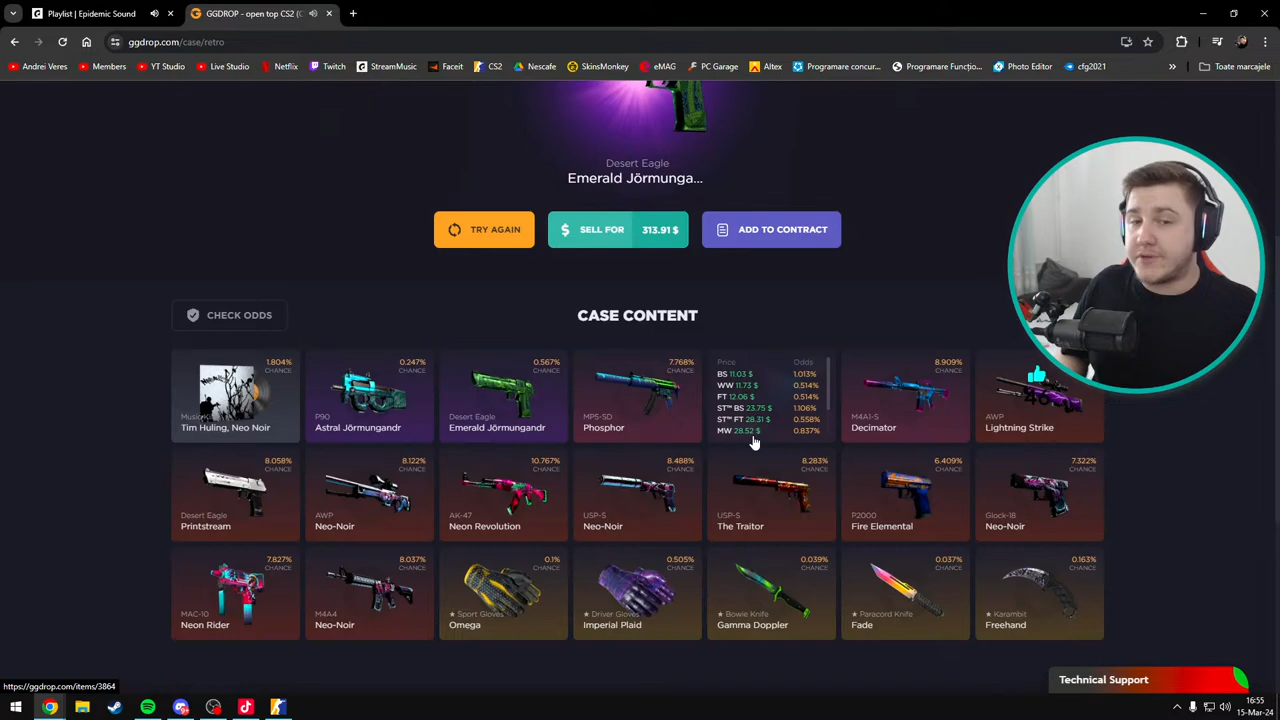 Playlist | Epidemic Sound
GGDROP - open top CS2 (C
ggdrop.com/case/retro
Andrei Veres
Members
YT Studio
Live Studio
Netflix
Twitch
StreamMusic
Faceit
CS2
Nescafe
SkinsMonkey
eMAG
PC Garage
Altex
Programare concur...
Programare Funcțio...
Photo Editor
cfg2021
Toate marcajele
Desert Eagle
Emerald Jörmunga...
TRY AGAIN
$ SELL FOR 313.91 $
ADD TO CONTRACT
CHECK ODDS
CASE CONTENT
1.804%
CHANCE
Tim Huling, Neo Noir
0.247%
CHANCE
P90
Astral Jörmungandr
0.567%
CHANCE
Desert Eagle
Emerald Jörmungandr
7.768%
CHANCE
MP5-SD
Phosphor
Price Odds
BS 11.03 $ 1.013%
WW 11.73 $ 0.514%
FT 12.06 $ 0.514%
ST™ BS 23.75 $ 1.106%
ST™ FT 28.31 $ 0.558%
MW 28.52 $ 0.837%
8.909%
CHANCE
M4A1-S
Decimator
AWP
Lightning Strike
8.058%
CHANCE
Desert Eagle
Printstream
8.122%
CHANCE
AWP
Neo-Noir
10.767%
CHANCE
AK-47
Neon Revolution
8.488%
CHANCE
USP-S
Neo-Noir
8.283%
CHANCE
USP-S
The Traitor
6.409%
CHANCE
P2000
Fire Elemental
7.322%
CHANCE
Glock-18
Neo-Noir
7.827%
CHANCE
MAC-10
Neon Rider
8.037%
CHANCE
M4A4
Neo-Noir
0.1%
CHANCE
★ Sport Gloves
Omega
0.505%
CHANCE
★ Driver Gloves
Imperial Plaid
0.039%
CHANCE
★ Bowie Knife
Gamma Doppler
0.037%
CHANCE
★ Paracord Knife
Fade
0.163%
CHANCE
★ Karambit
Freehand
Technical Support
https://ggdrop.com/items/3864
16:55
15-Mar-24